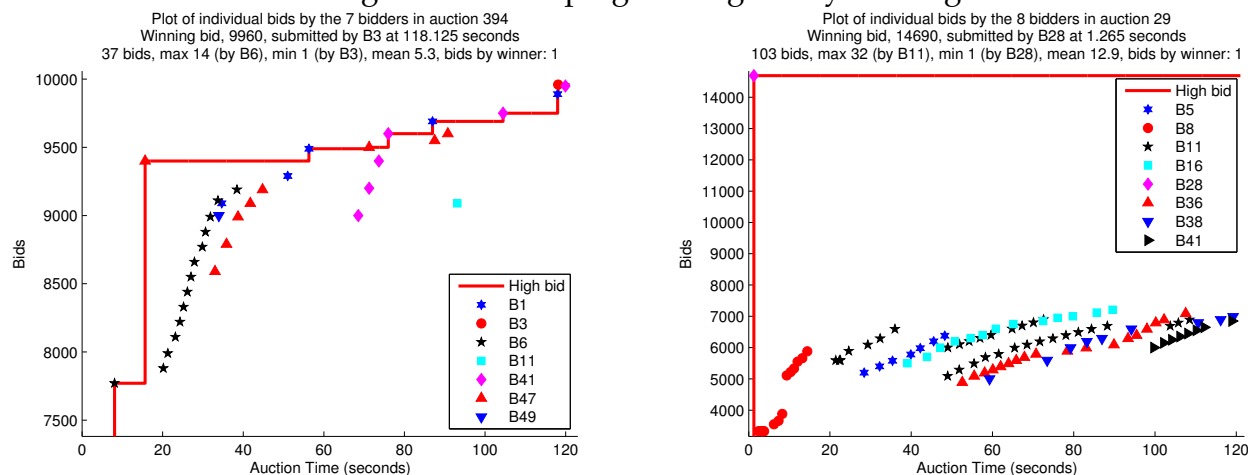 Plot of individual bids by the 7 bidders in auction 394
Winning bid, 9960, submitted by B3 at 118.125 seconds
37 bids, max 14 (by B6), min 1 (by B3), mean 5.3, bids by winner: 1
10000
9500
9000
8500
8000
7500
Bids
0 20 40 60 80 100 120
Auction Time (seconds)
High bid
B1
B3
B6
B11
B41
B47
B49
Plot of individual bids by the 8 bidders in auction 29
Winning bid, 14690, submitted by B28 at 1.265 seconds
103 bids, max 32 (by B11), min 1 (by B28), mean 12.9, bids by winner: 1
14000
13000
12000
11000
10000
9000
8000
7000
6000
5000
4000
Bids
0 20 40 60 80 100 120
Auction Time (seconds)
High bid
B5
B8
B11
B16
B28
B36
B38
B41